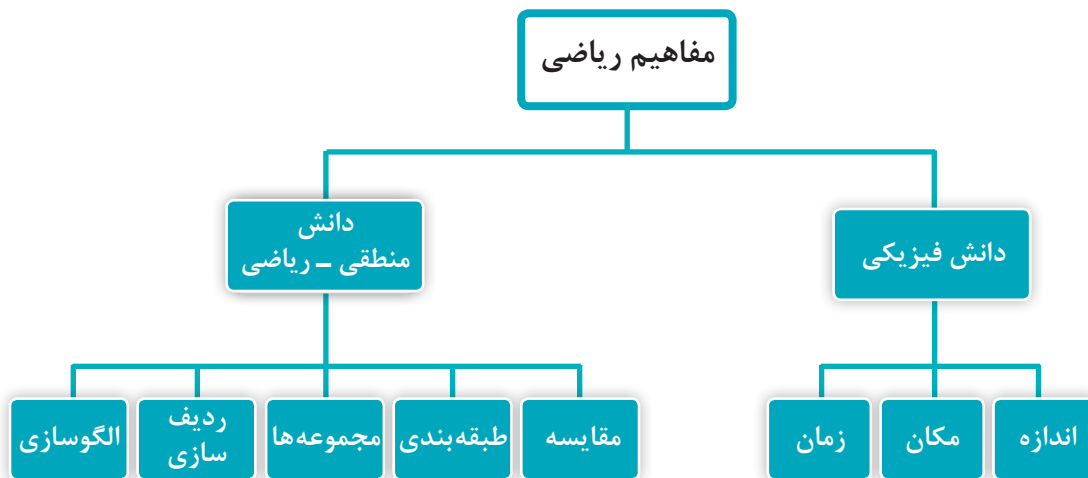 مفاهیم ریاضی
دانش فیزیکی
دانش
منطقی ـ ریاضی
اندازه
مکان
زمان
مقایسه
طبقه‌بندی
مجموعه‌ها
ردیف
سازی
الگوسازی